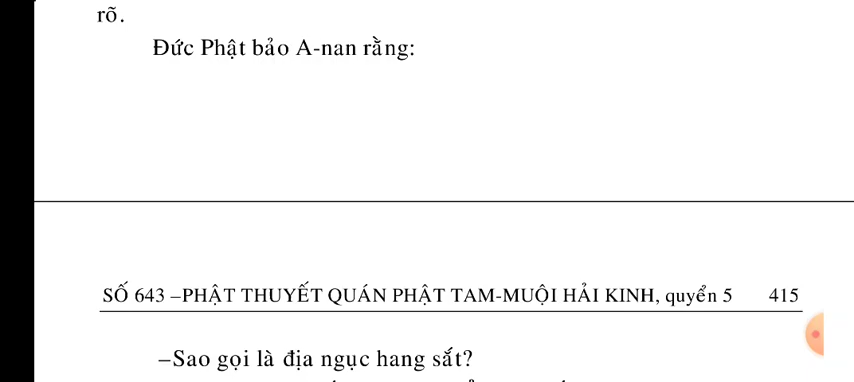 rõ.
Đức Phật bảo A-nan rằng:
SỐ 643 –PHẬT THUYẾT QUÁN PHẬT TAM-MUỘI HẢI KINH, quyển 5 415
–Sao gọi là địa ngục hang sắt?